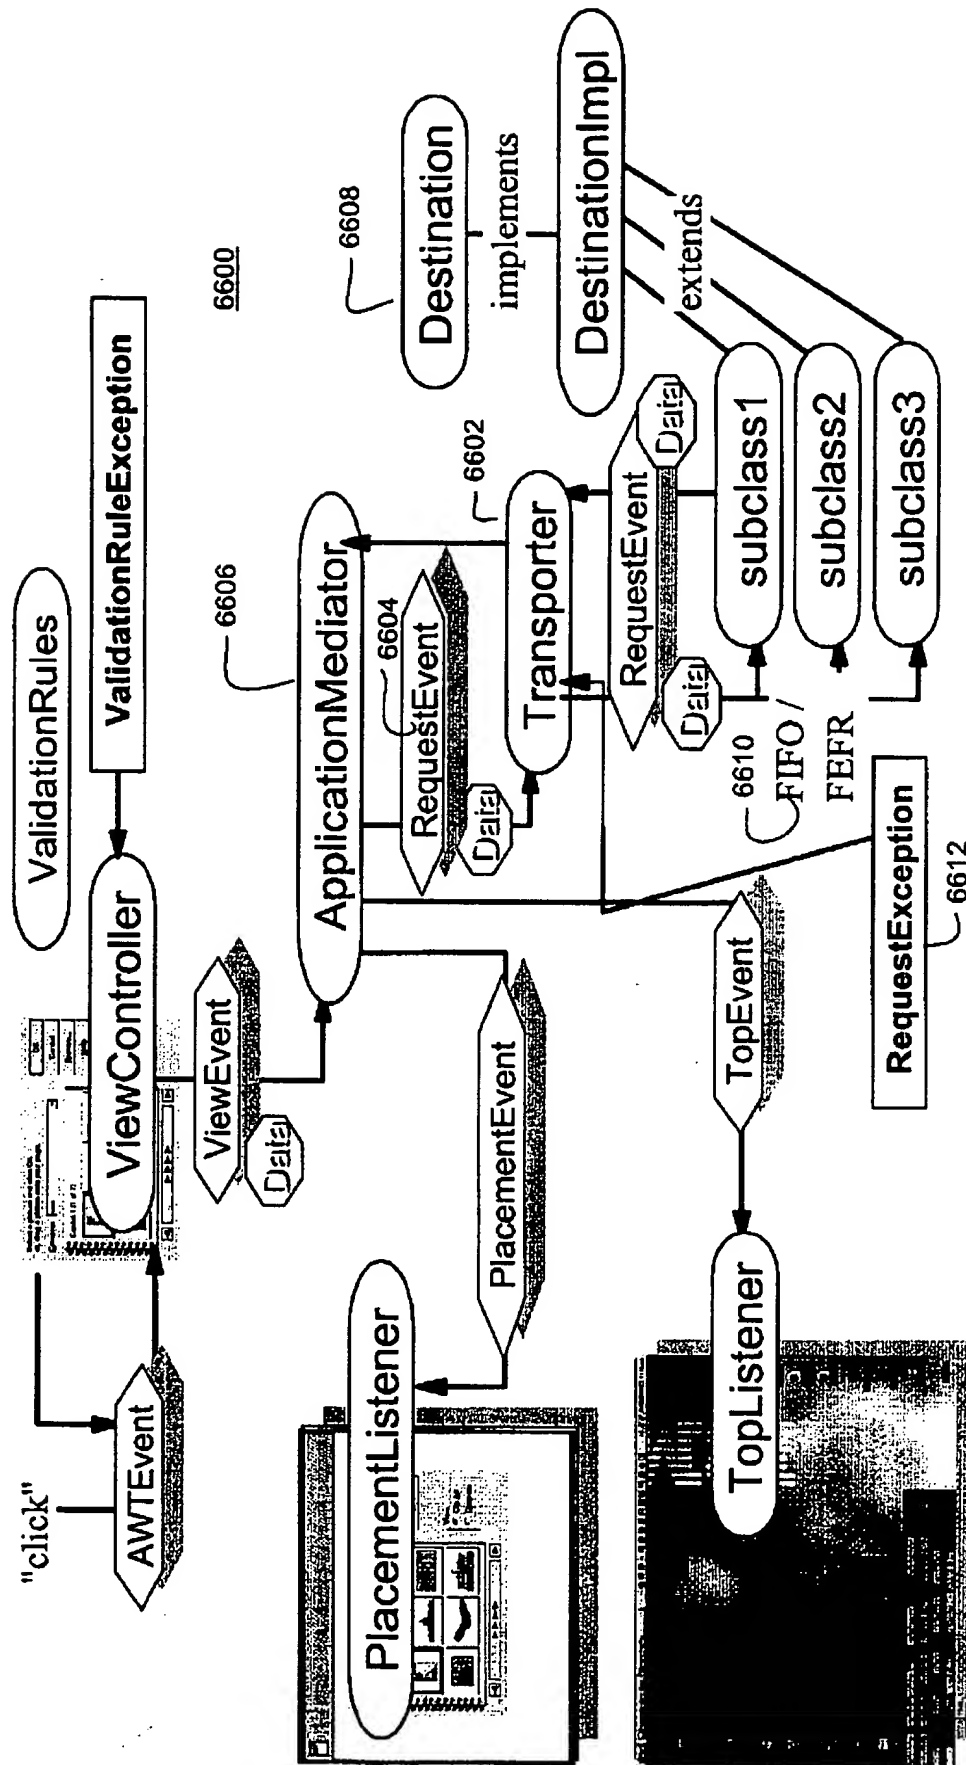 "click"
AWTEvent
ViewController
ValidationRules
ValidationRuleException
ViewEvent
Data
6600
PlacementListener
PlacementEvent
ApplicationMediator
6606
RequestEvent
6604
Data
Transporter
6602
Destination
6608
implements
DestinationImpl
extends
RequestEvent
Data
Data
TopListener
TopEvent
6610
FIFO /
FEFR
subclass1
subclass2
subclass3
RequestException
6612